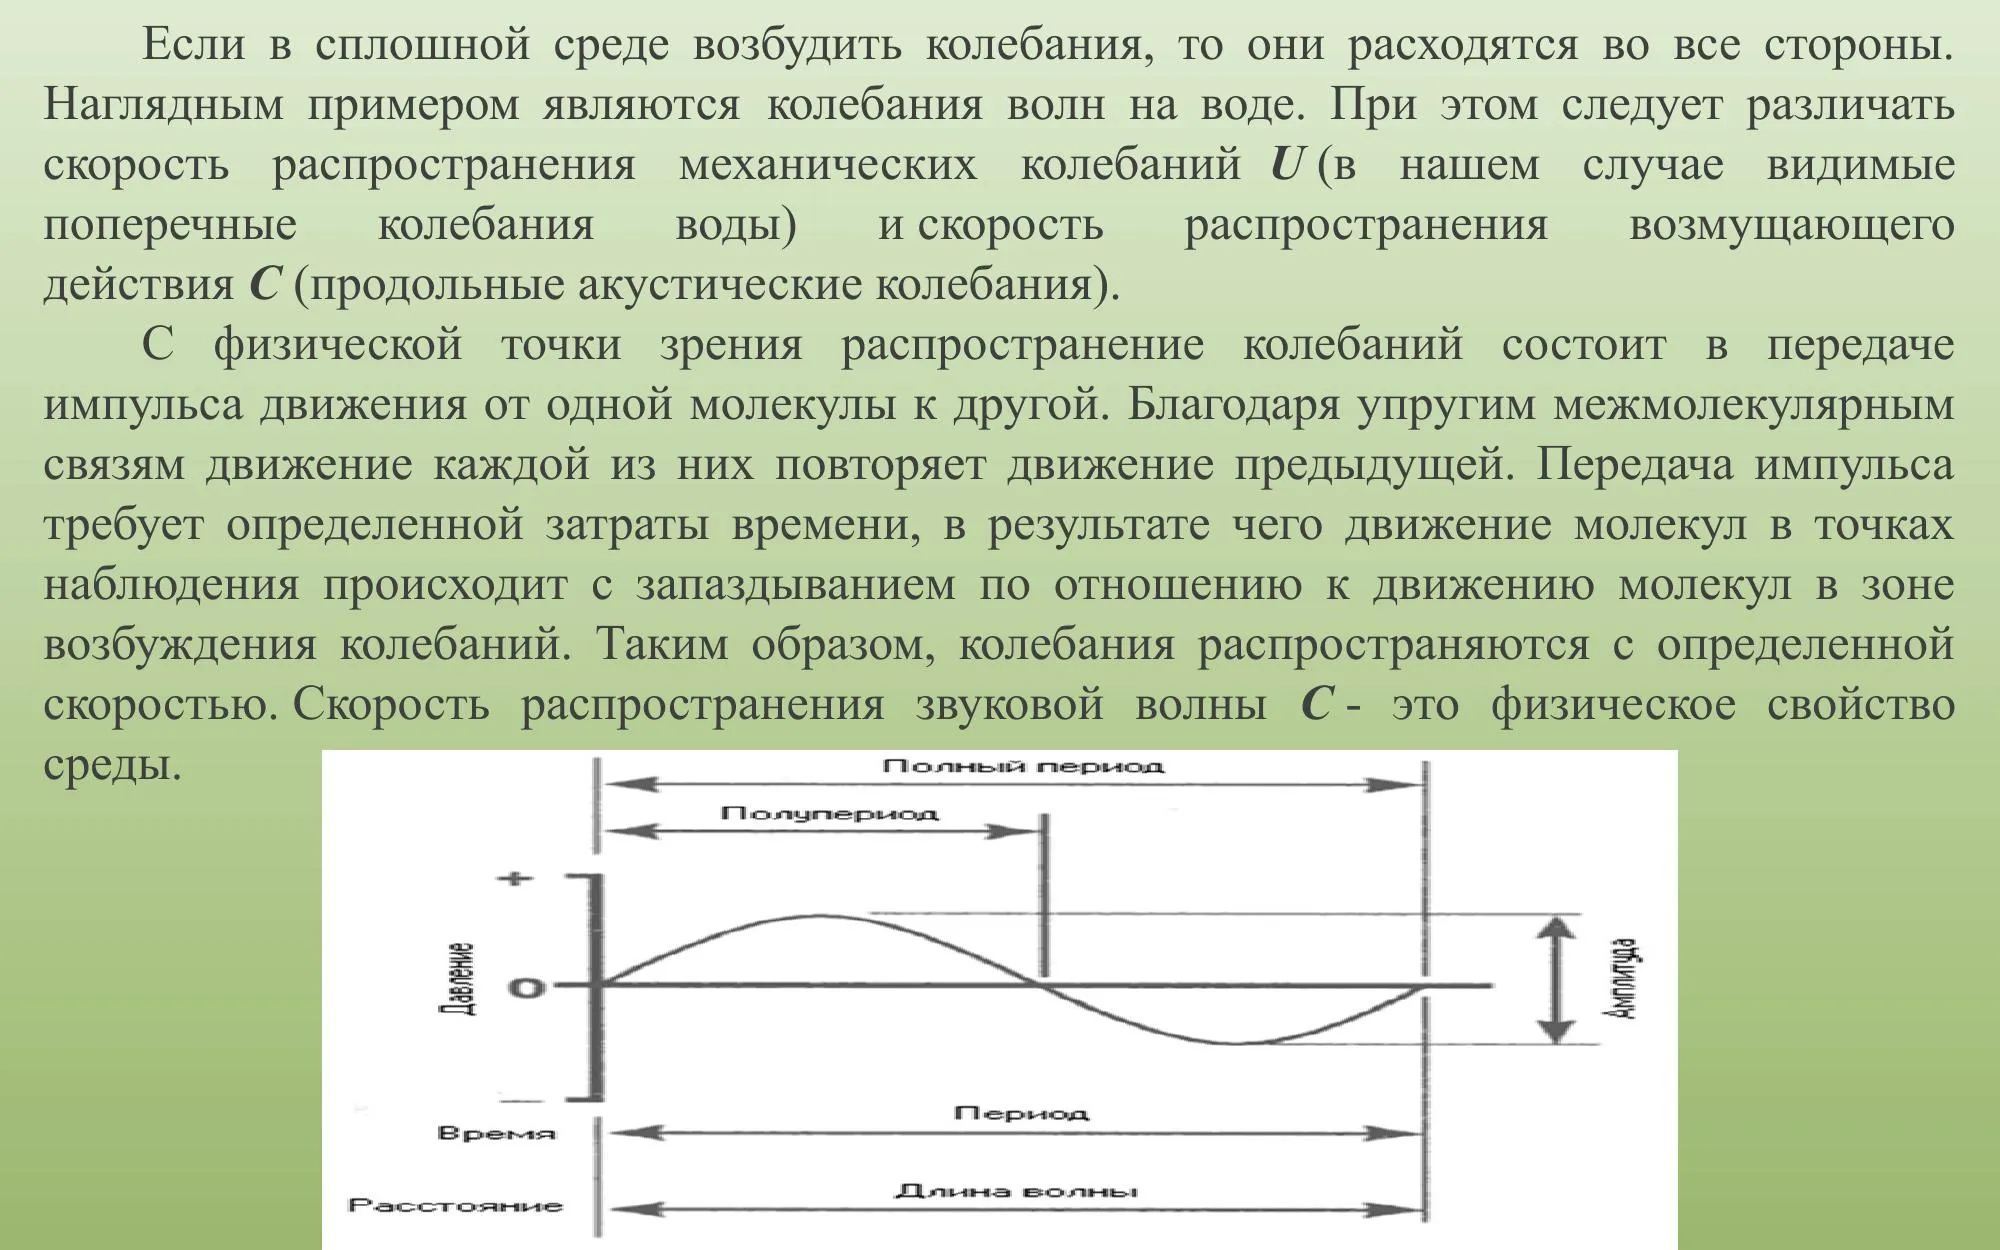 Если в сплошной среде возбудить колебания, то они расходятся во все стороны.
Наглядным примером являются колебания волн на воде. При этом следует различать
скорость распространения механических колебаний U (в нашем случае видимые
поперечные колебания воды) и скорость распространения возмущающего
действия С (продольные акустические колебания).
С физической точки зрения распространение колебаний состоит в передаче
импульса движения от одной молекулы к другой. Благодаря упругим межмолекулярным
связям движение каждой из них повторяет движение предыдущей. Передача импульса
требует определенной затраты времени, в результате чего движение молекул в точках
наблюдения происходит с запаздыванием по отношению к движению молекул в зоне
возбуждения колебаний. Таким образом, колебания распространяются с определенной
скоростью. Скорость распространения звуковой волны С - это физическое свойство
среды.
Полный период
Полупериод
+
Давление
0
Амплитуда
—
Период
Время
Длина волны
Расстояние